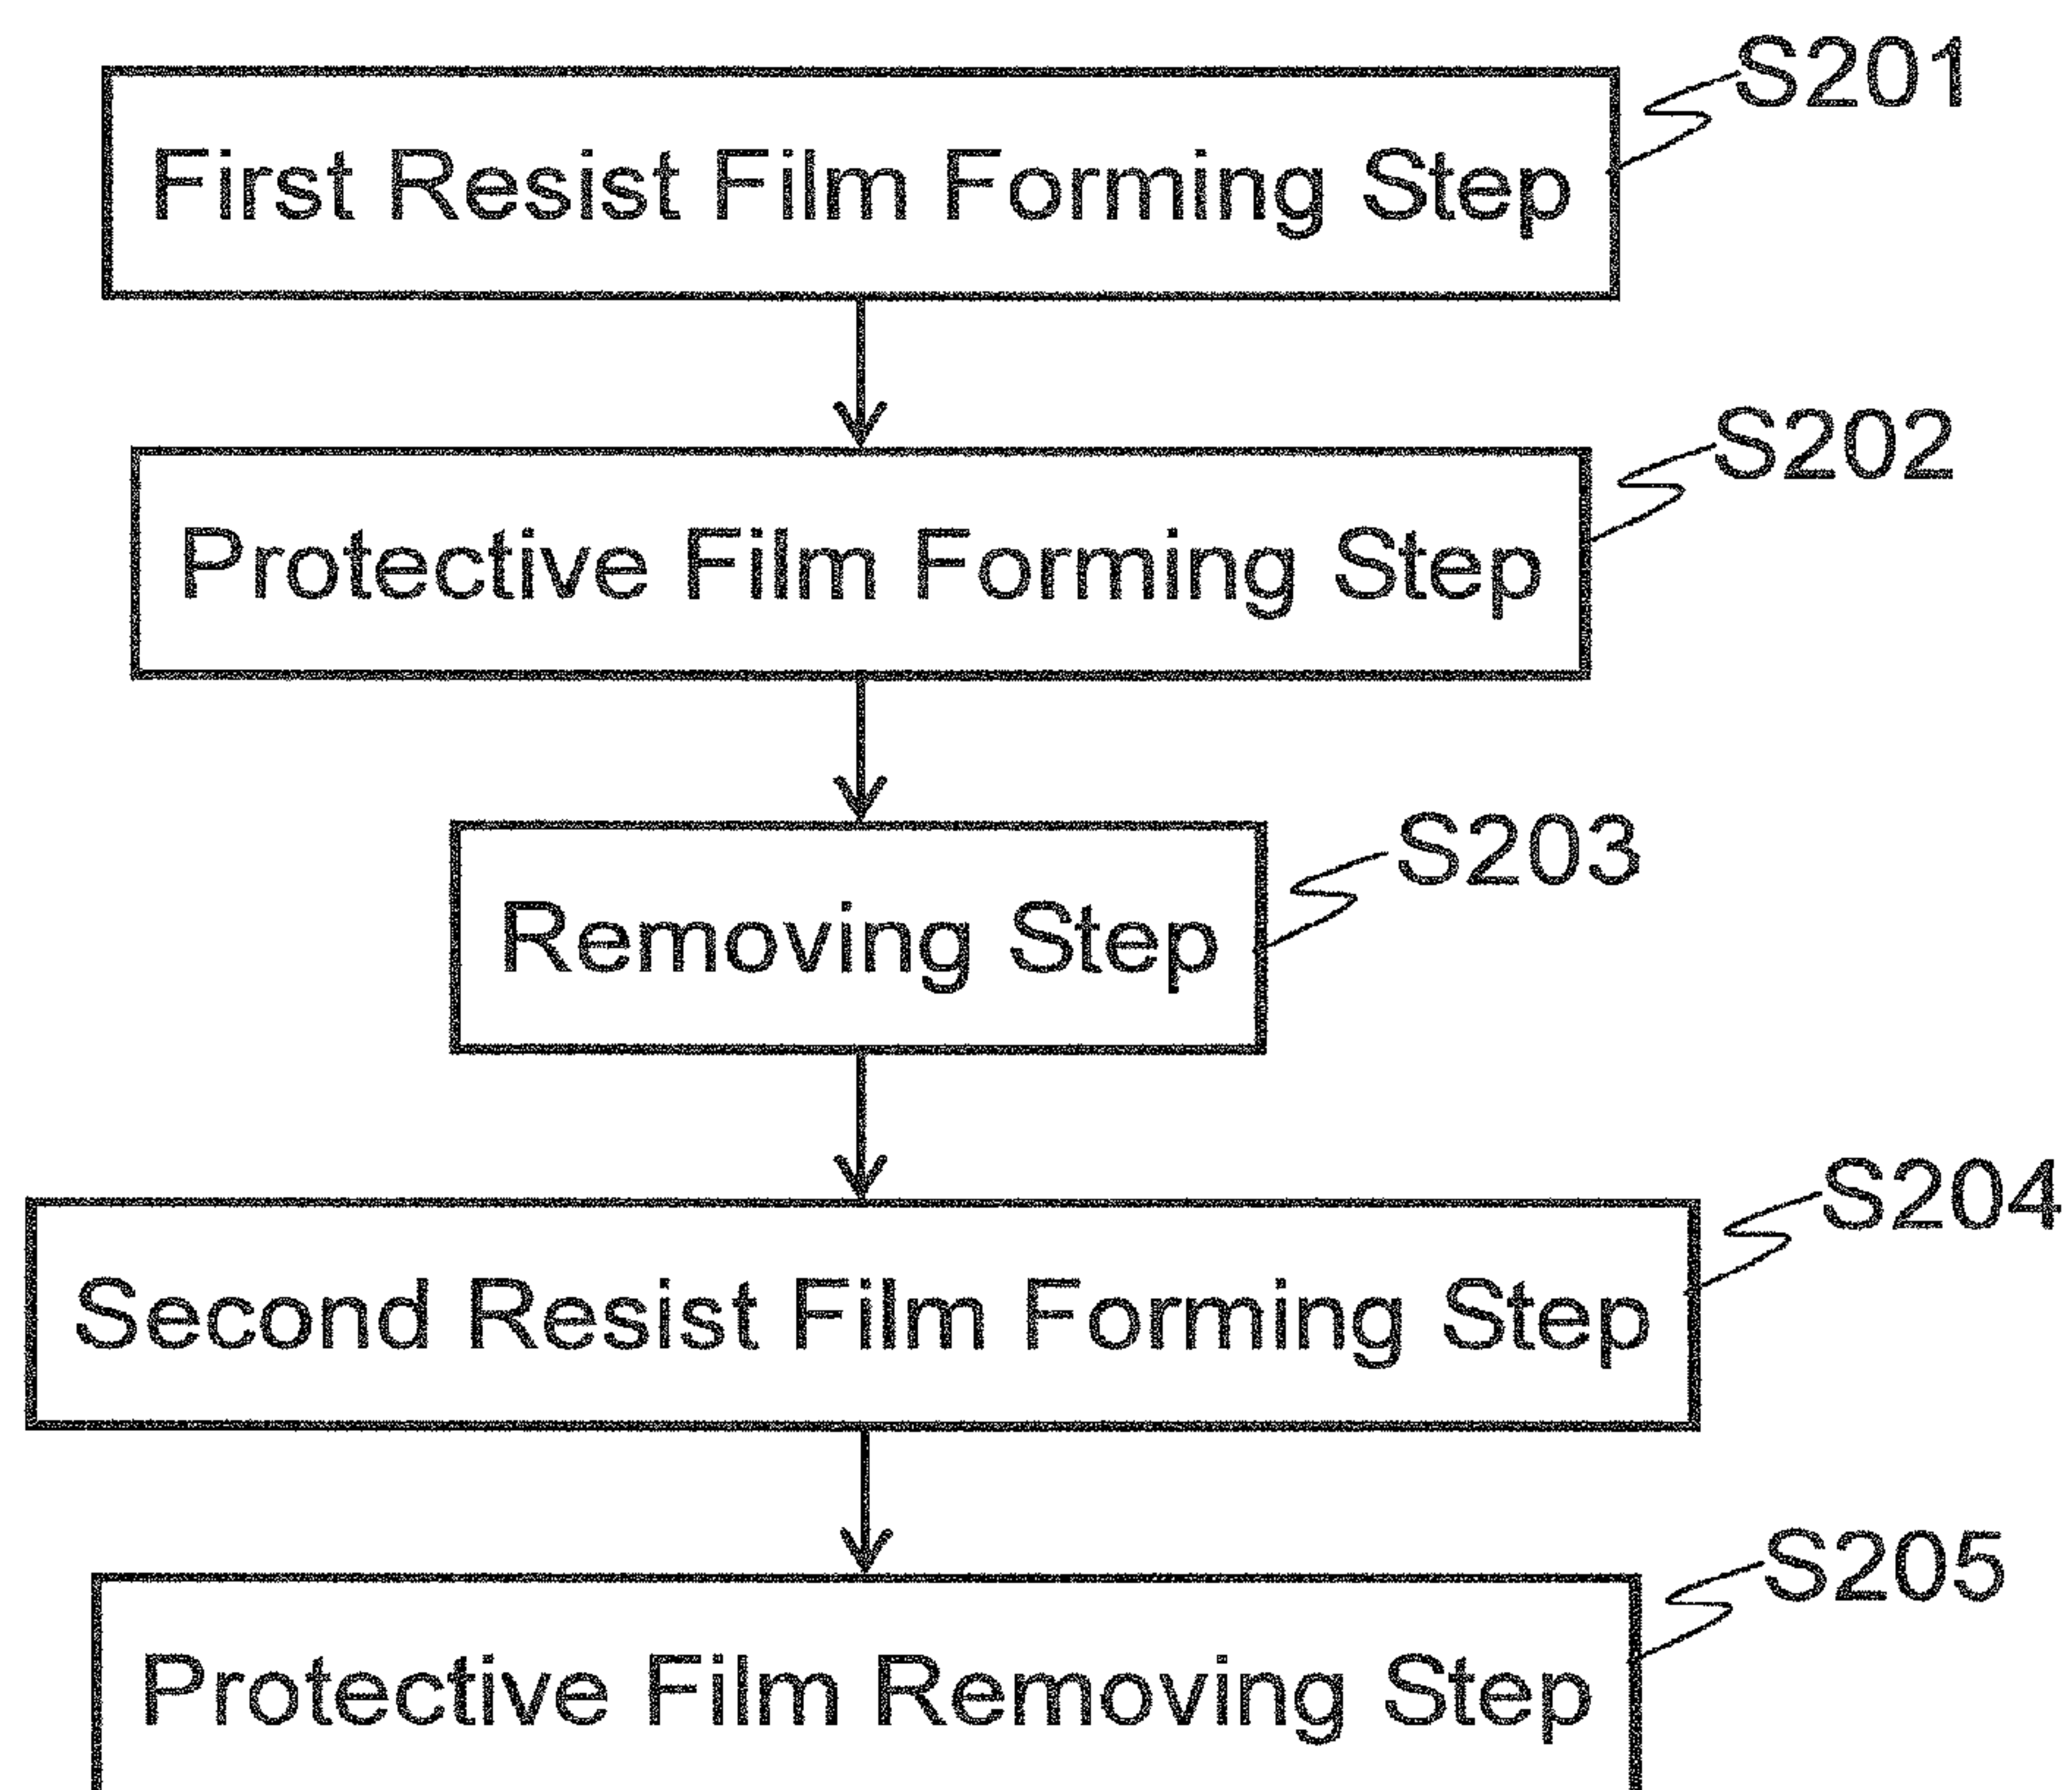 S201
First Resist Film Forming Step
S202
Protective Film Forming Step
S203
Removing Step
S204
Second Resist Film Forming Step
S205
Protective Film Removing Step